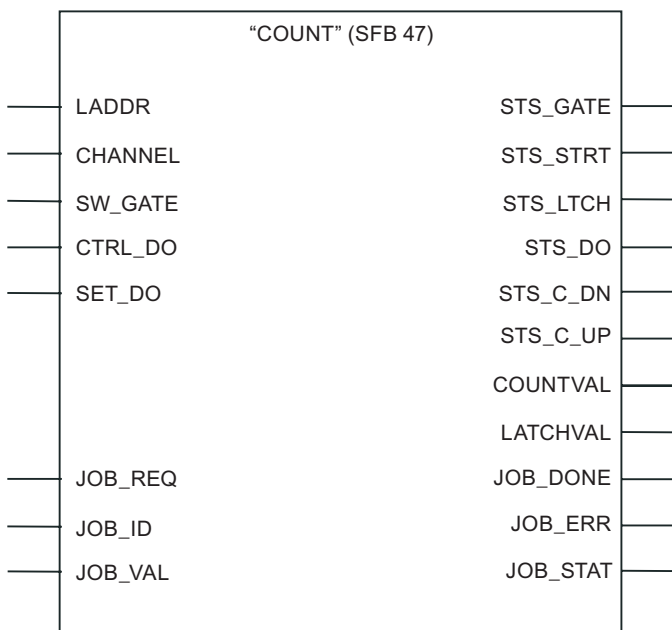 “COUNT” (SFB 47)
LADDR STS_GATE
CHANNEL STS_STRT
SW_GATE STS_LTCH
CTRL_DO STS_DO
SET_DO STS_C_DN
STS_C_UP
COUNTVAL
LATCHVAL
JOB_REQ JOB_DONE
JOB_ID JOB_ERR
JOB_VAL JOB_STAT